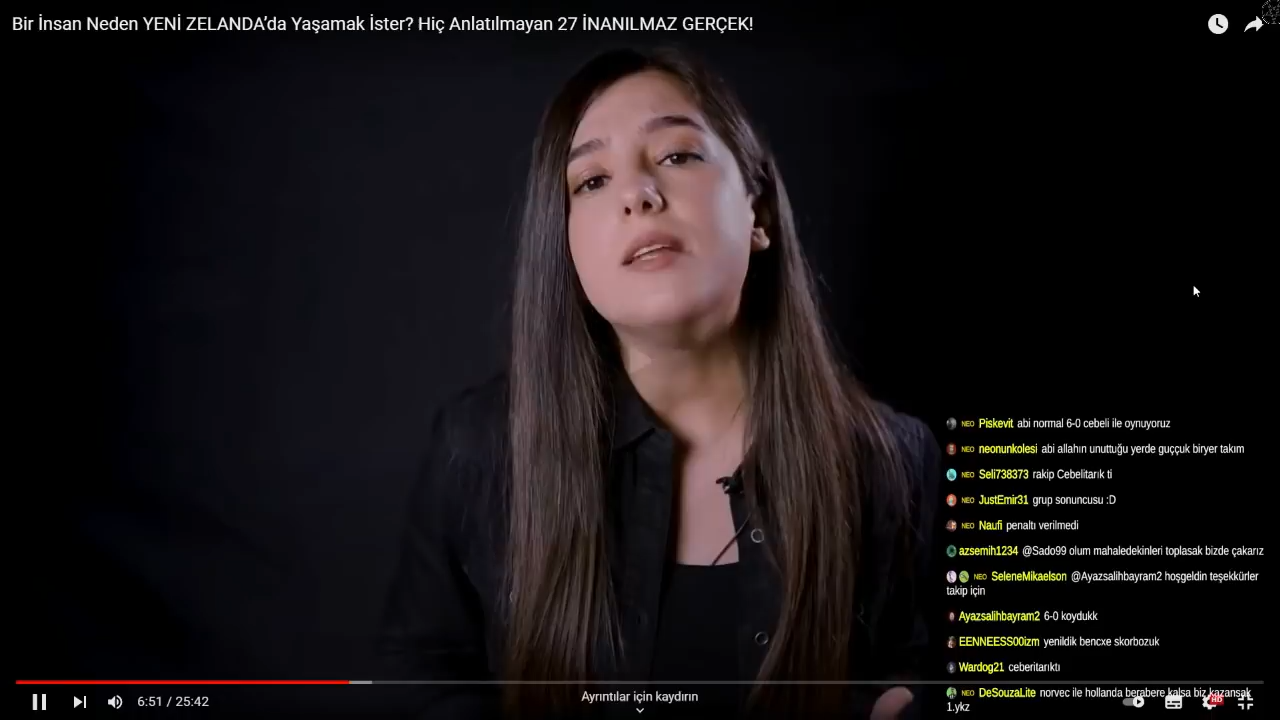 Bir İnsan Neden YENİ ZELANDA’da Yaşamak İster? Hiç Anlatılmayan 27 İNANILMAZ GERÇEK!
NEO Piskevit abi normal 6-0 cebeli ile oynuyoruz
NEO neonunkolesi abi allahın unuttuğu yerde guççuk biryer takım
NEO Seli738373 rakip Cebelitarık ti
NEO JustEmir31 grup sonuncusu :D
NEO Naufi penaltı verilmedi
azsemih1234 @Sado99 olum mahaledekinleri toplasak bizde çakarız
NEO SeleneMikaelson @Ayazsalihbayram2 hoşgeldin teşekkürler
takip için
Ayazsalihbayram2 6-0 koydukk
EENNEESS00izm yenildik bencxe skorbozuk
Wardog21 ceberitarıktı
NEO DeSouzaLite norvec ile hollanda berabere kalsa biz kazansak
1.ykz
6:51 / 25:42
Ayrıntılar için kaydırın
HD